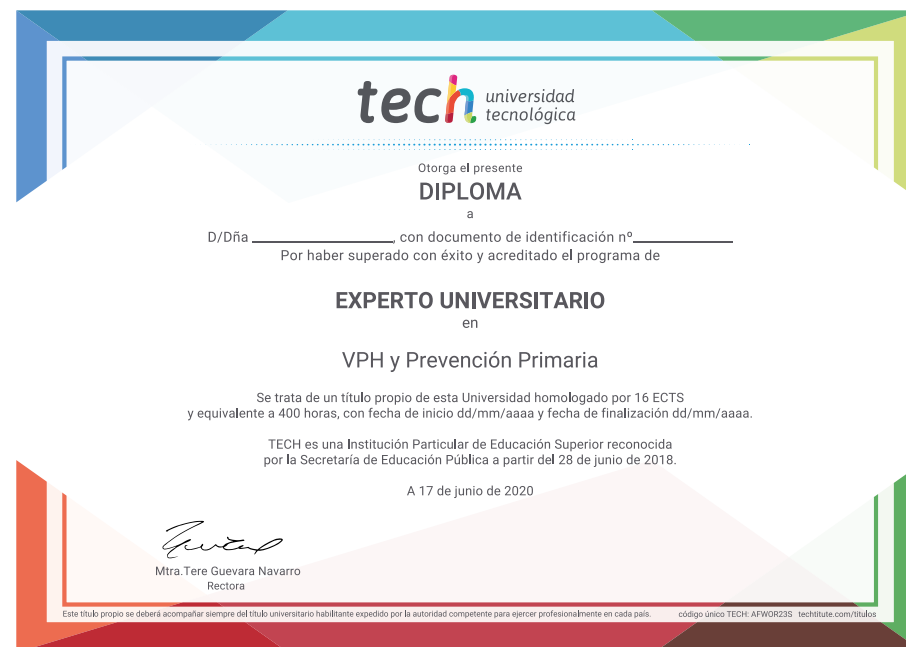 tech universidad
tecnológica
Otorga el presente
DIPLOMA
a
D/Dña ____________________, con documento de identificación nº______________
Por haber superado con éxito y acreditado el programa de
EXPERTO UNIVERSITARIO
en
VPH y Prevención Primaria
Se trata de un título propio de esta Universidad homologado por 16 ECTS
y equivalente a 400 horas, con fecha de inicio dd/mm/aaaa y fecha de finalización dd/mm/aaaa.
TECH es una Institución Particular de Educación Superior reconocida
por la Secretaría de Educación Pública a partir del 28 de junio de 2018.
A 17 de junio de 2020
Mtra.Tere Guevara Navarro
Rectora
Este título propio se deberá acompañar siempre del título universitario habilitante expedido por la autoridad competente para ejercer profesionalmente en cada país. código único TECH: AFWOR23S techtitute.com/titulos